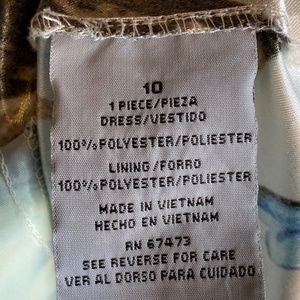 10
1 PIECE/PIEZA
DRESS/VESTIDO
100%POLYESTER/POLIESTER
LINING/FORRO
100%POLYESTER/POLIESTER
MADE IN VIETNAM
HECHO EN VIETNAM
RN 67473
SEE REVERSE FOR CARE
VER AL DORSO PARA CUIDADO